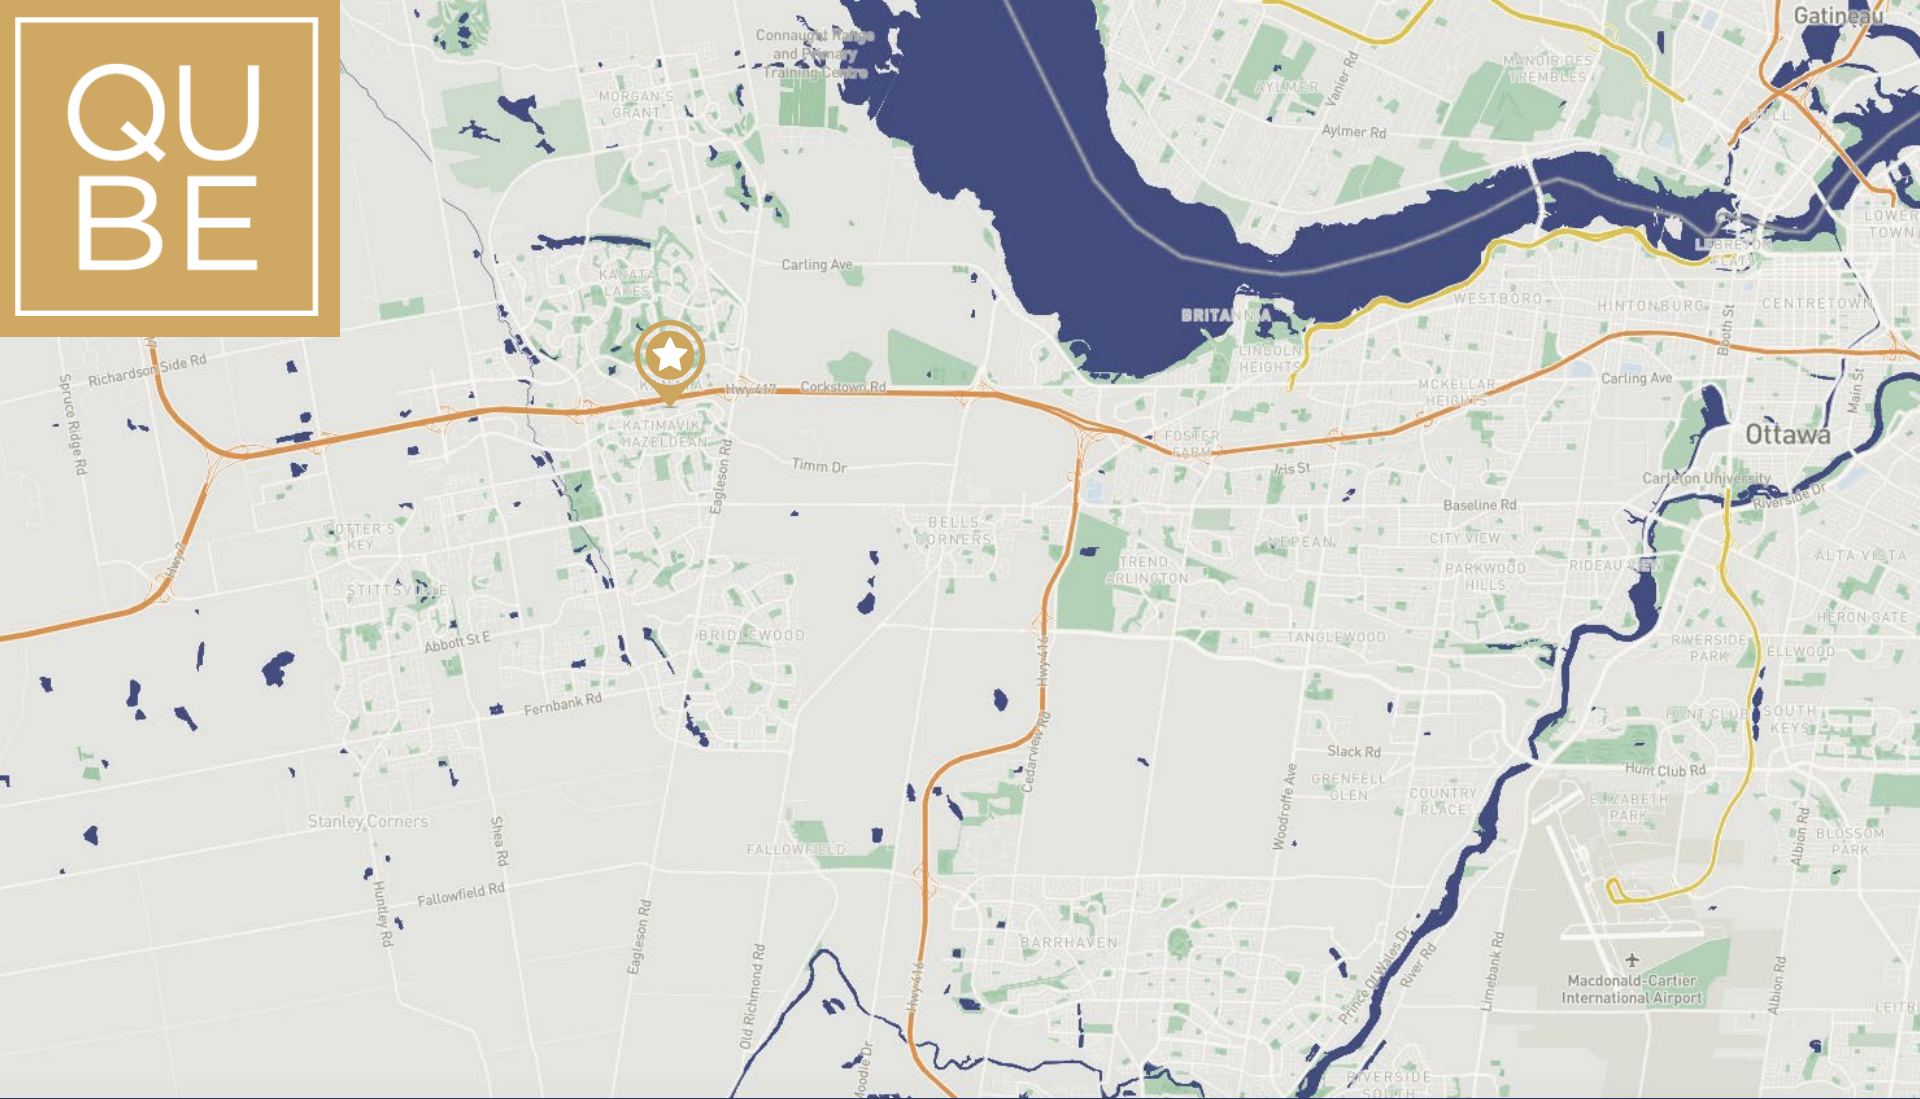 QU
BE
Gatineau
Connaught Range
and Primary
Training Centre
MANOIR DES
TREMBLES
Vanier Rd
AYLMER
MORGAN'S
GRANT
HULL
Aylmer Rd
LOWER
TOWN
LEBRETON
FLATS
Carling Ave
KANATA
LAKES
WESTBORO
HINTONBURG
CENTRETOWN
BRITANNIA
Booth St
LINCOLN
HEIGHTS
Richardson Side Rd
Spruce Ridge Rd
KANATA
Hwy 417
Corkstown Rd
MCKELLAR
HEIGHTS
Carling Ave
Main St
KATIMAVIK
HAZELDEAN
FOSTER
FARM
Ottawa
Eagleson Rd
Timm Dr
Iris St
Carleton University
Riverside Dr
Baseline Rd
POTTER'S
KEY
BELLS
CORNERS
NEPEAN
CITY VIEW
ALTA VISTA
Hwy 7
TREND-
ARLINGTON
PARKWOOD
HILLS
RIDEAU VIEW
STITTSVILLE
HERON GATE
Abbott St E
BRIDLEWOOD
TANGLEWOOD
RIVERSIDE
PARK
ELLWOOD
Hwy 416
Fernbank Rd
HUNT CLUB
SOUTH
KEYS
Cedarview Rd
Slack Rd
Hunt Club Rd
GRENFELL
GLEN
COUNTRY
PLACE
ELIZABETH
PARK
Woodroffe Ave
Stanley Corners
Shea Rd
FALLOWFIELD
Albion Rd
BLOSSOM
PARK
Fallowfield Rd
Huntley Rd
Eagleson Rd
BARRHAVEN
Old Richmond Rd
Hwy 416
Prince Of Wales Dr
River Rd
Limebank Rd
Macdonald-Cartier
International Airport
Albion Rd
LEITRI
Moodie Dr
RIVERSIDE
SOUTH